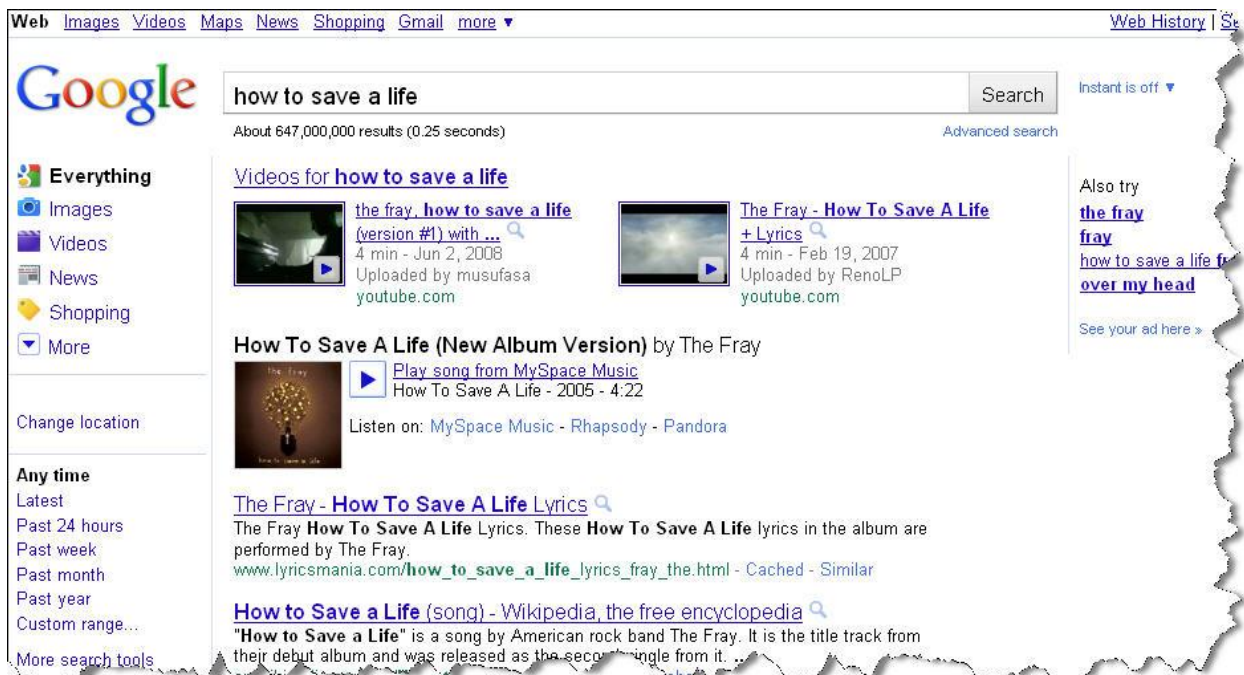 Web Images Videos Maps News Shopping Gmail more ▼ Web History |
Google
how to save a life Search Instant is off ▼
About 647,000,000 results (0.25 seconds) Advanced search
Everything
Images
Videos
News
Shopping
More
Change location
Any time
Latest
Past 24 hours
Past week
Past month
Past year
Custom range...
More search tools
Videos for how to save a life
the fray, how to save a life
(version #1) with ...
4 min - Jun 2, 2008
Uploaded by musufasa
youtube.com
The Fray - How To Save A Life
+ Lyrics
4 min - Feb 19, 2007
Uploaded by RenoLP
youtube.com
How To Save A Life (New Album Version) by The Fray
the fray
how to save a life
Play song from MySpace Music
How To Save A Life - 2005 - 4:22
Listen on: MySpace Music - Rhapsody - Pandora
The Fray - How To Save A Life Lyrics
The Fray How To Save A Life Lyrics. These How To Save A Life lyrics in the album are
performed by The Fray.
www.lyricsmania.com/how_to_save_a_life_lyrics_fray_the.html - Cached - Similar
How to Save a Life (song) - Wikipedia, the free encyclopedia
"How to Save a Life" is a song by American rock band The Fray. It is the title track from
their debut album and was released as the second single from it. ...
Also try
the fray
fray
how to save a life
over my head
See your ad here »